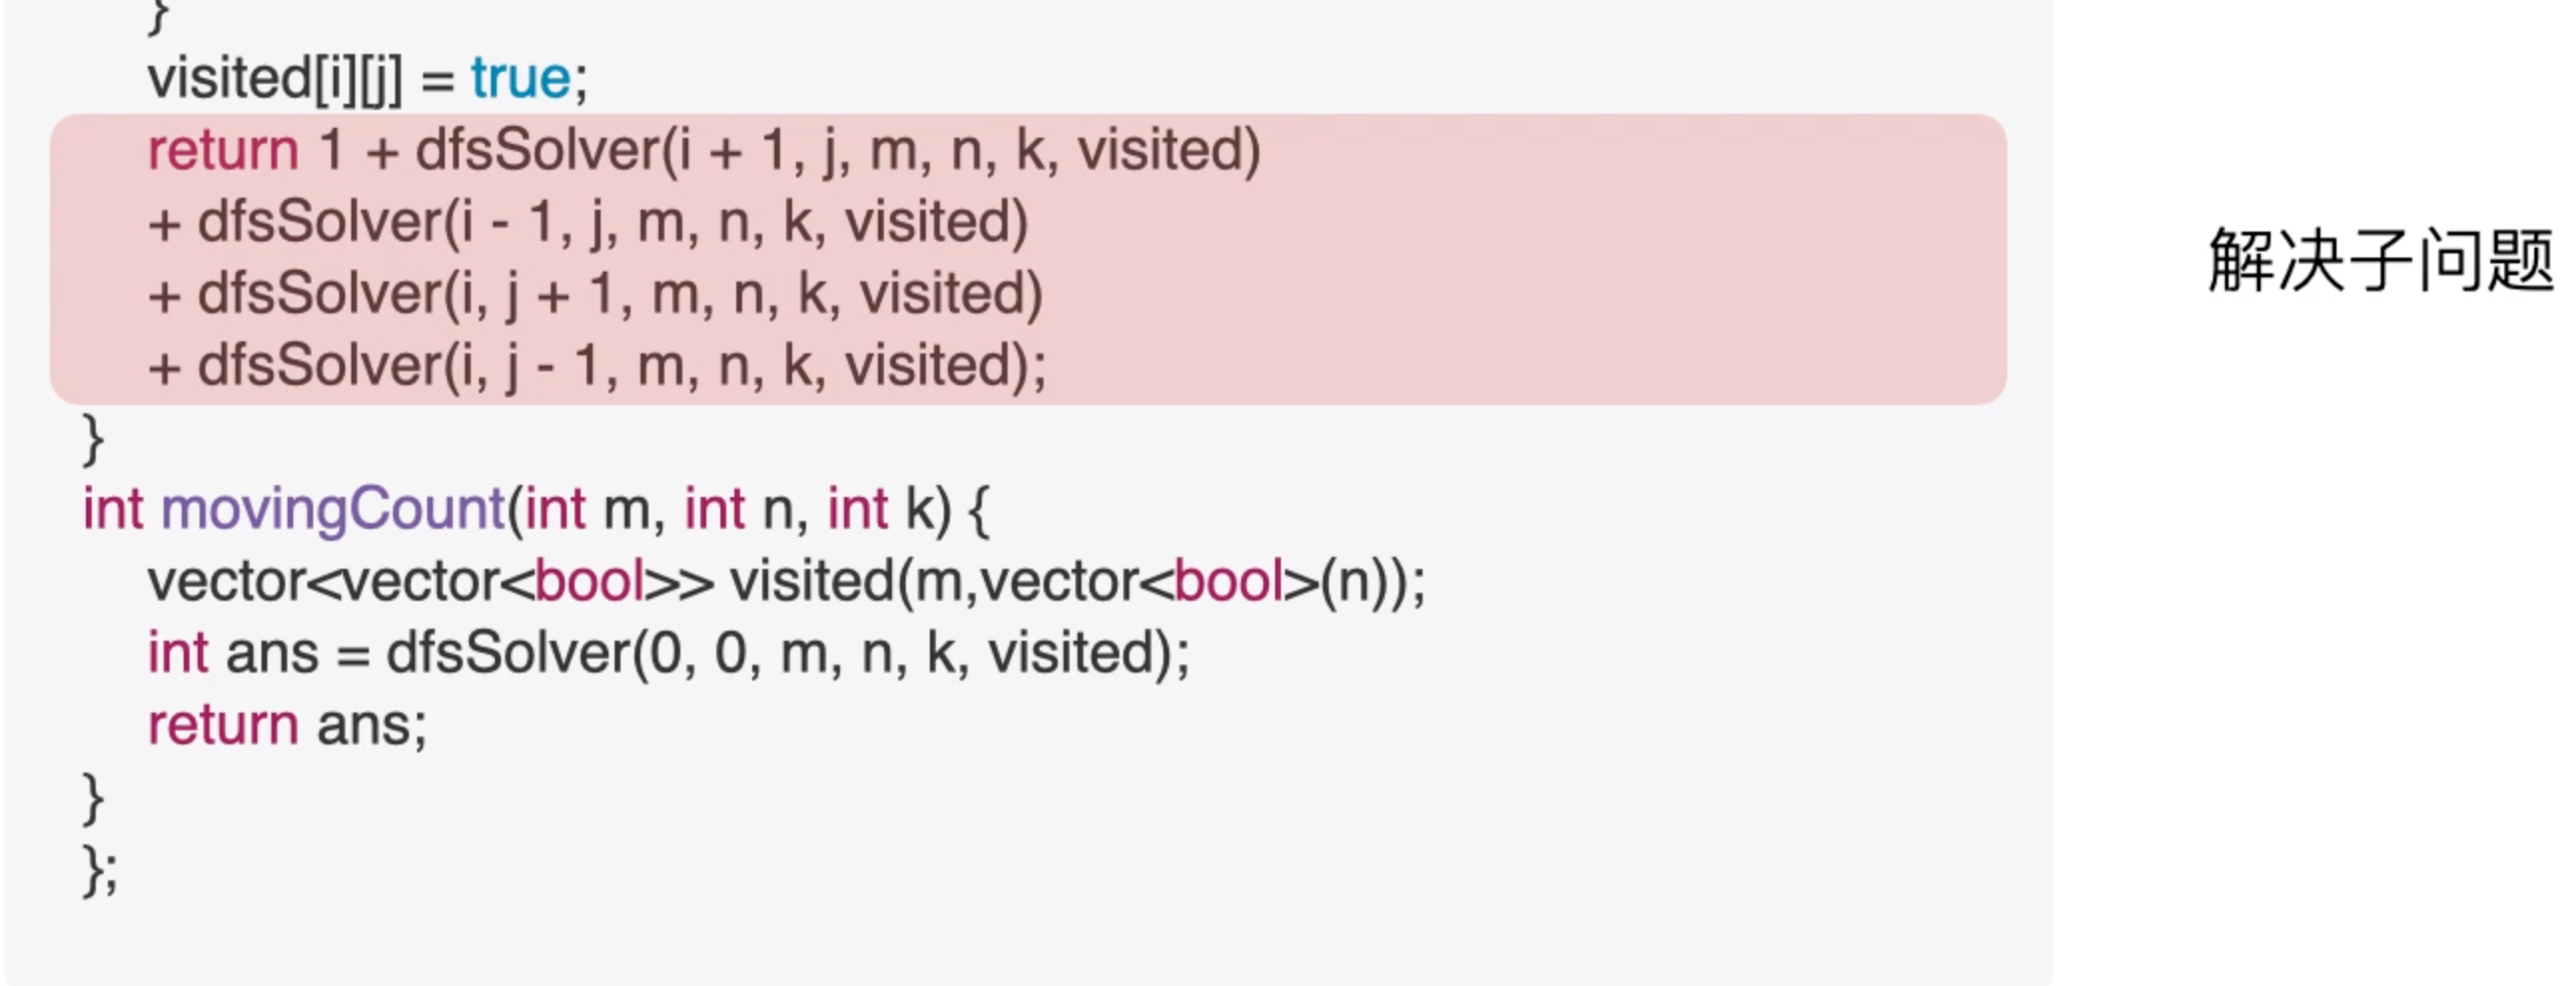 }
visited[i][j] = true;
return 1 + dfsSolver(i + 1, j, m, n, k, visited)
+ dfsSolver(i - 1, j, m, n, k, visited)
+ dfsSolver(i, j + 1, m, n, k, visited)
+ dfsSolver(i, j - 1, m, n, k, visited);
解决子问题
}
int movingCount(int m, int n, int k) {
vector<vector<bool>> visited(m,vector<bool>(n));
int ans = dfsSolver(0, 0, m, n, k, visited);
return ans;
}
};